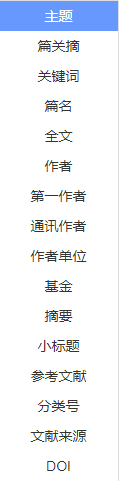 主题
篇关摘
关键词
篇名
全文
作者
第一作者
通讯作者
作者单位
基金
摘要
小标题
参考文献
分类号
文献来源
DOI